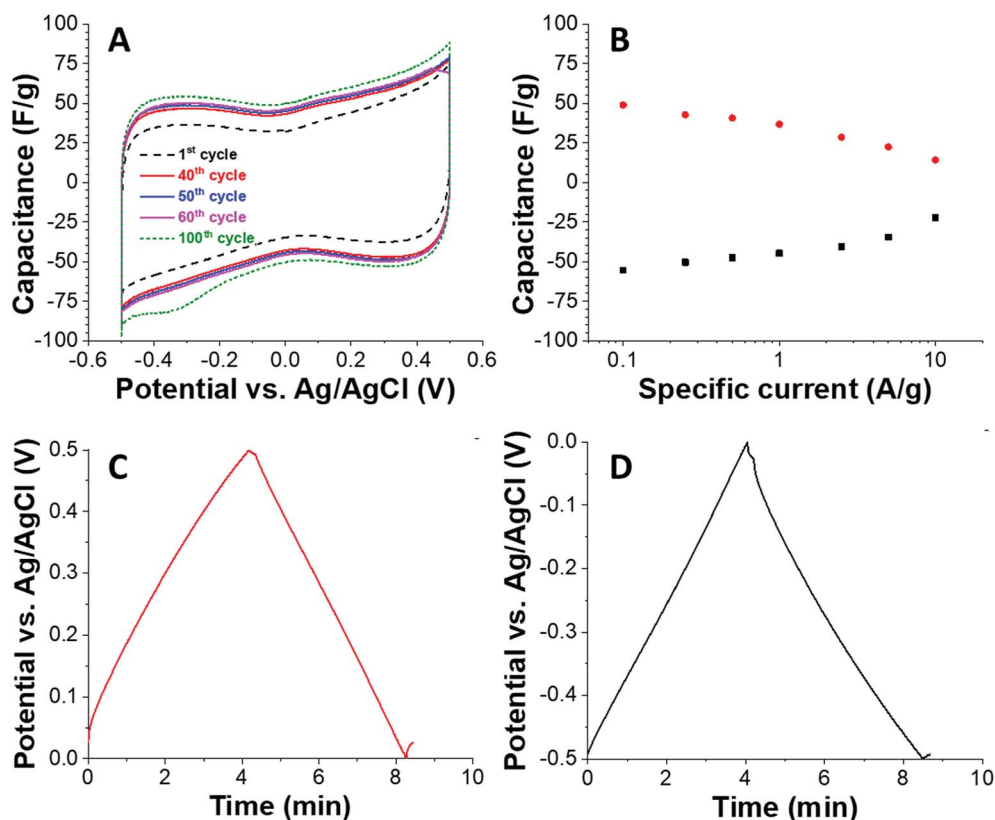 A
Capacitance (F/g)
100
75
50
25
0
-25
-50
-75
-100
1st cycle
40th cycle
50th cycle
60th cycle
100th cycle
-0.6 -0.4 -0.2 0.0 0.2 0.4 0.6
Potential vs. Ag/AgCl (V)
B
Capacitance (F/g)
100
75
50
25
0
-25
-50
-75
-100
0.1 1 10
Specific current (A/g)
C
Potential vs. Ag/AgCl (V)
0.5
0.4
0.3
0.2
0.1
0.0
0 2 4 6 8 10
Time (min)
D
Potential vs. Ag/AgCl (V)
0.0
-0.1
-0.2
-0.3
-0.4
-0.5
0 2 4 6 8 10
Time (min)